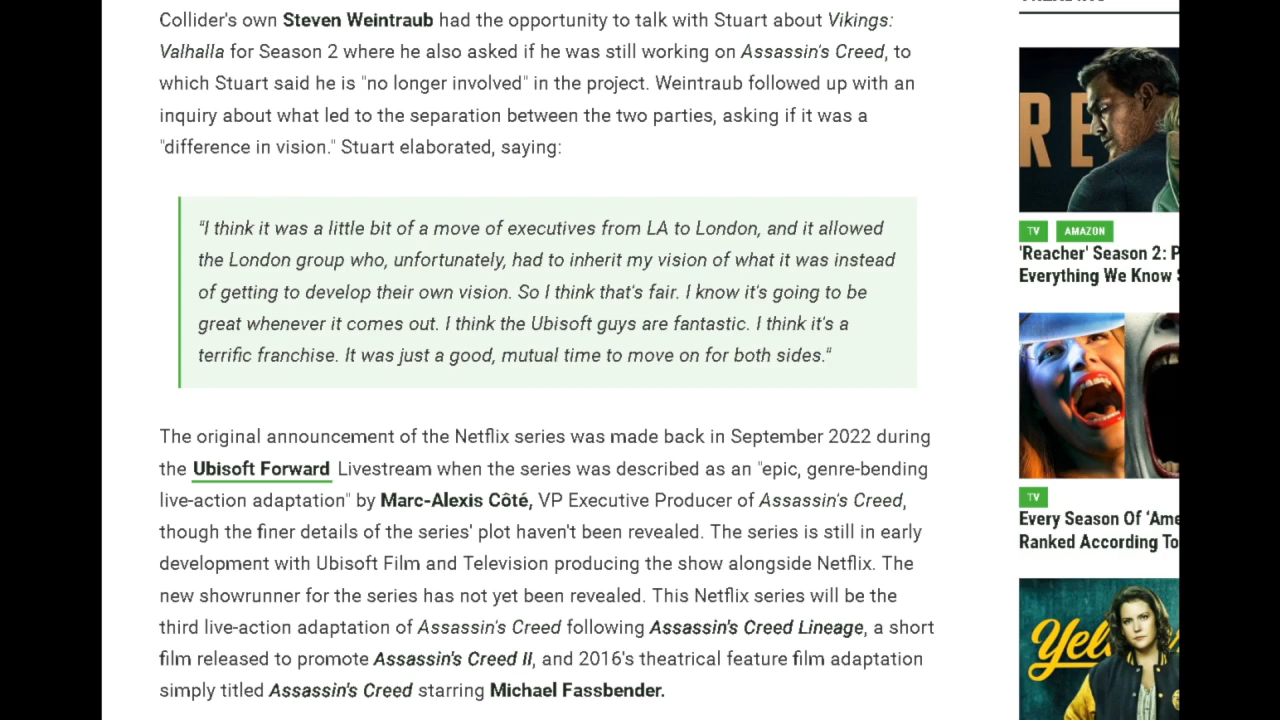 Collider's own Steven Weintraub had the opportunity to talk with Stuart about Vikings:
Valhalla for Season 2 where he also asked if he was still working on Assassin's Creed, to
which Stuart said he is "no longer involved" in the project. Weintraub followed up with an
inquiry about what led to the separation between the two parties, asking if it was a
"difference in vision." Stuart elaborated, saying:
"I think it was a little bit of a move of executives from LA to London, and it allowed
the London group who, unfortunately, had to inherit my vision of what it was instead
of getting to develop their own vision. So I think that's fair. I know it's going to be
great whenever it comes out. I think the Ubisoft guys are fantastic. I think it's a
terrific franchise. It was just a good, mutual time to move on for both sides."
The original announcement of the Netflix series was made back in September 2022 during
the Ubisoft Forward Livestream when the series was described as an "epic, genre-bending
live-action adaptation" by Marc-Alexis Côté, VP Executive Producer of Assassin's Creed,
though the finer details of the series' plot haven't been revealed. The series is still in early
development with Ubisoft Film and Television producing the show alongside Netflix. The
new showrunner for the series has not yet been revealed. This Netflix series will be the
third live-action adaptation of Assassin's Creed following Assassin's Creed Lineage, a short
film released to promote Assassin's Creed II, and 2016's theatrical feature film adaptation
simply titled Assassin's Creed starring Michael Fassbender.
RE
TV AMAZON
'Reacher' Season 2: P
Everything We Know
TV
Every Season Of 'Ame
Ranked According To
Yel